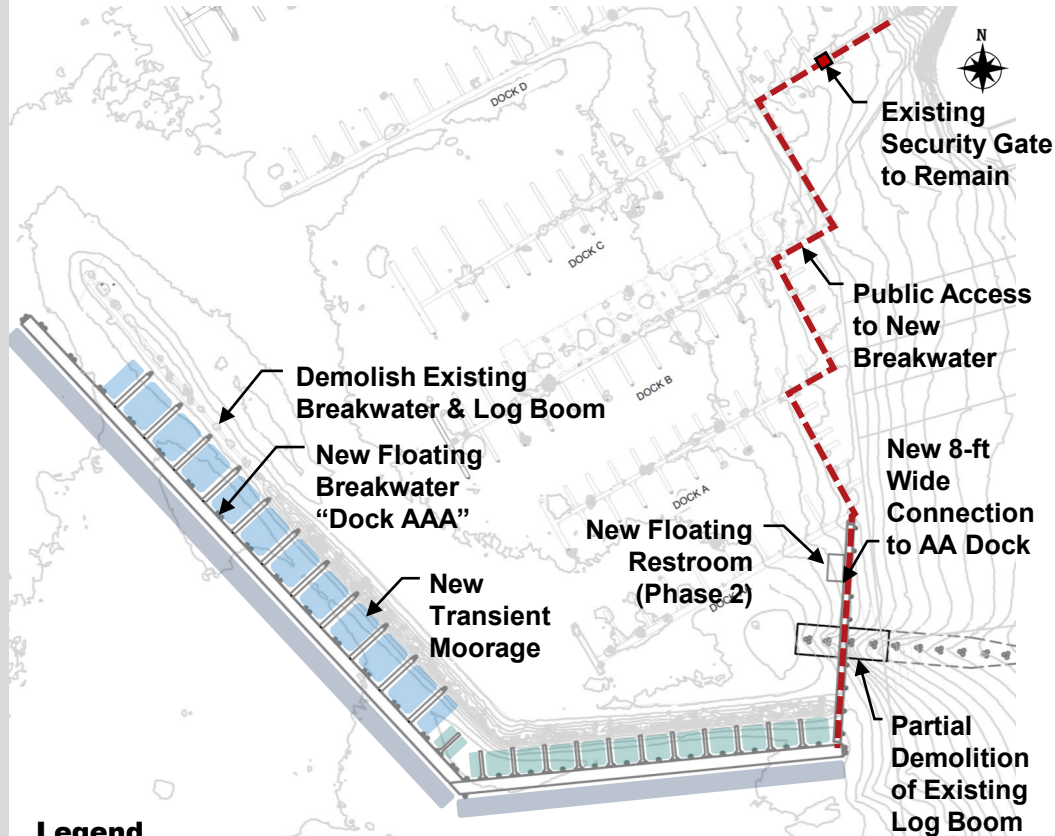 N
DOCK D
Existing
Security Gate
to Remain
DOCK C
Public Access
to New
Breakwater
Demolish Existing
Breakwater & Log Boom
DOCK B
New Floating
Breakwater
“Dock AAA”
New 8-ft
Wide
Connection
to AA Dock
DOCK A
New Floating
Restroom
(Phase 2)
New
Transient
Moorage
Partial
Demolition
of Existing
Log Boom
Legend